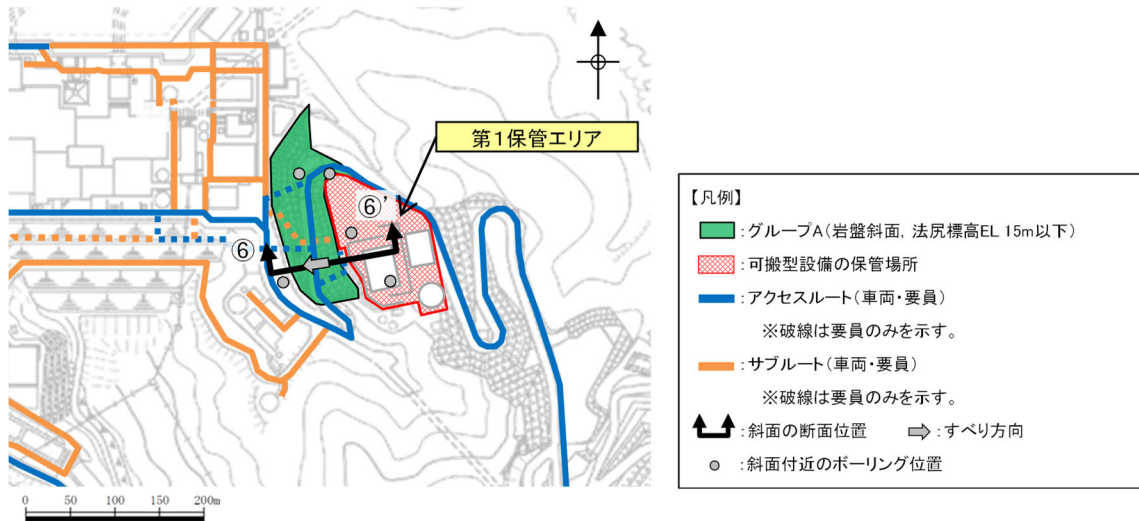 第1保管エリア
⑥'
⑥
0 50 100 150 200m
【凡例】
:グループA(岩盤斜面, 法尻標高EL 15m以下)
:可搬型設備の保管場所
:アクセスルート(車両・要員)
※破線は要員のみを示す。
:サブルート(車両・要員)
※破線は要員のみを示す。
:斜面の断面位置 :すべり方向
:斜面付近のボーリング位置